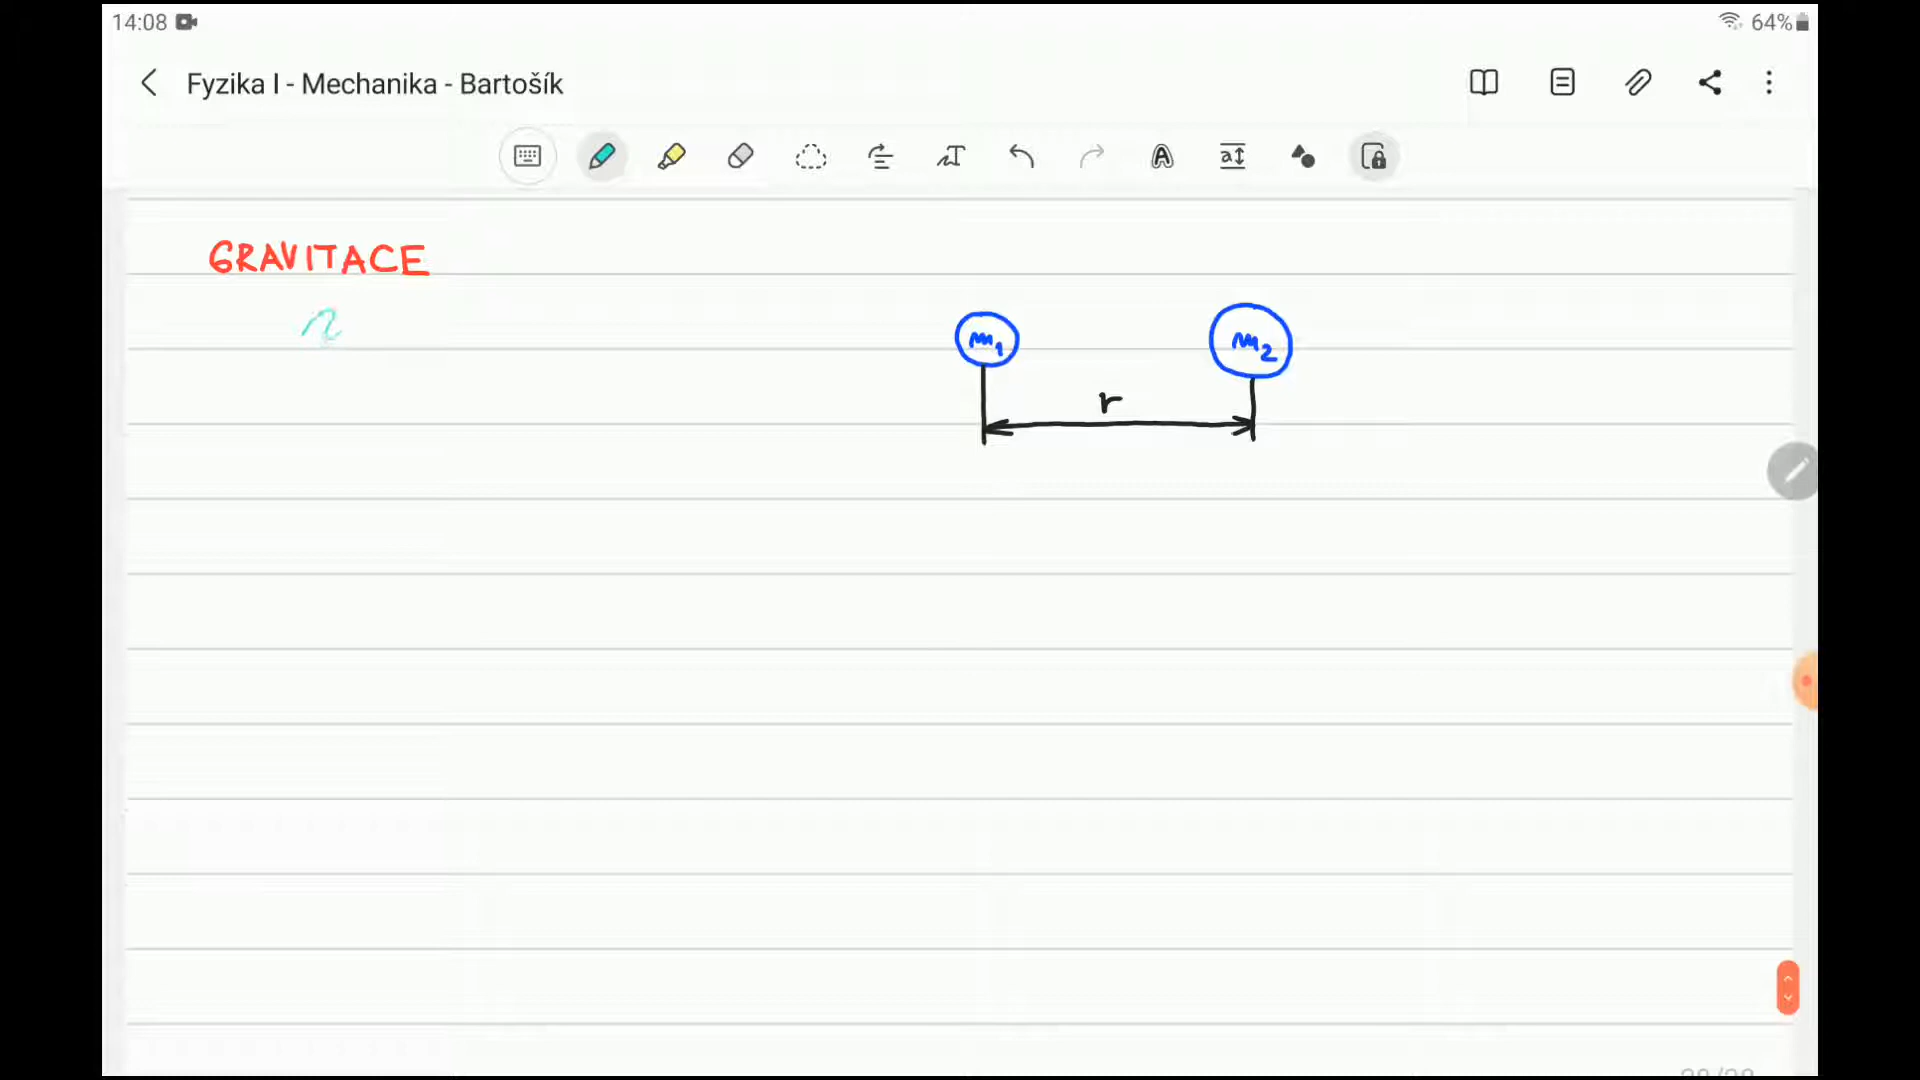 14:08 64%
Fyzika I - Mechanika - Bartošík
GRAVITACE
m1 m2
r